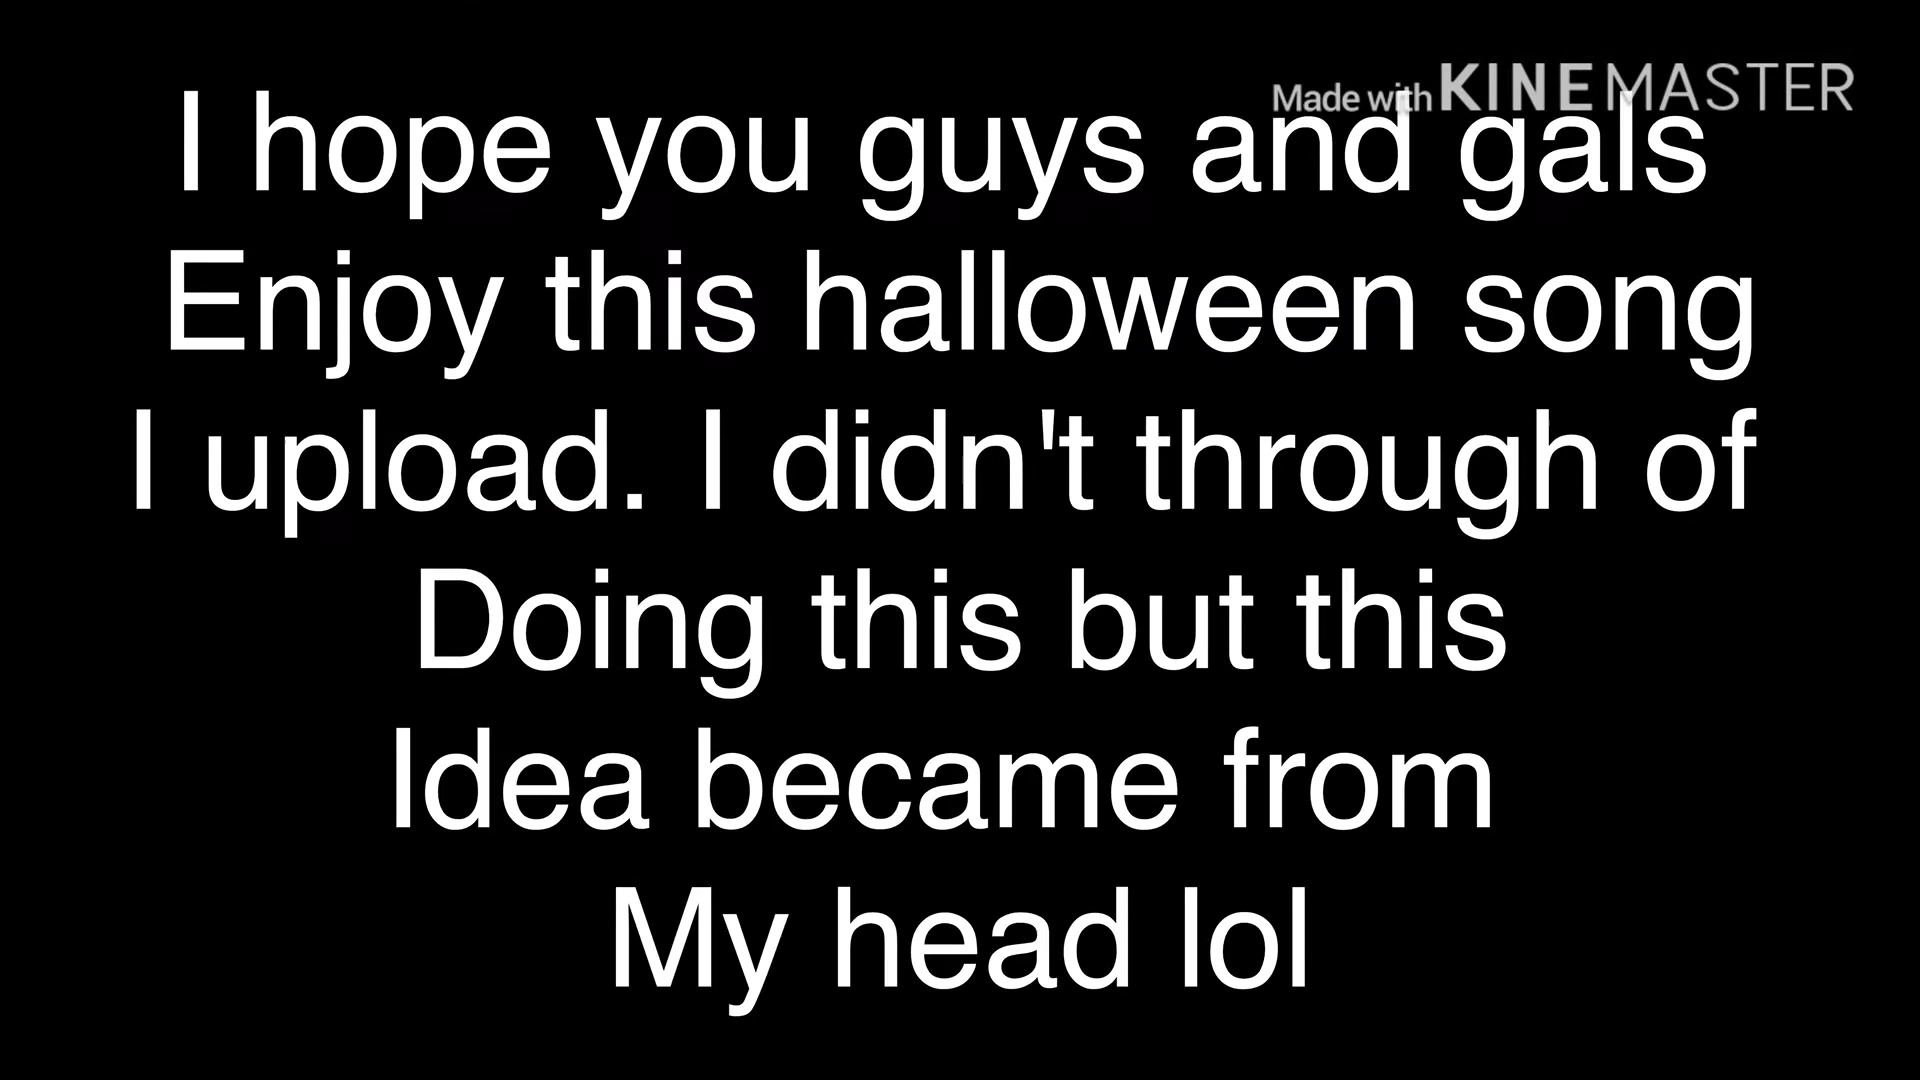 Made with KINEMASTER
I hope you guys and gals
Enjoy this halloween song
I upload. I didn't through of
Doing this but this
Idea became from
My head lol